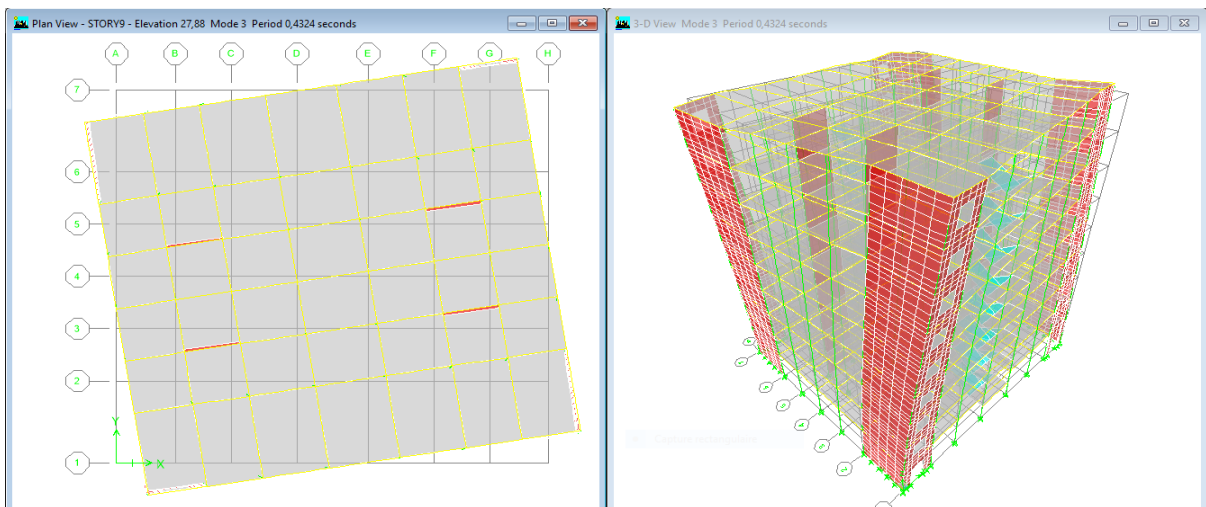 Plan View - STORY9 - Elevation 27,88 Mode 3 Period 0,4324 seconds
A B C D E F G H
7
6
5
4
3
2
1
Y
X
3-D View Mode 3 Period 0,4324 seconds